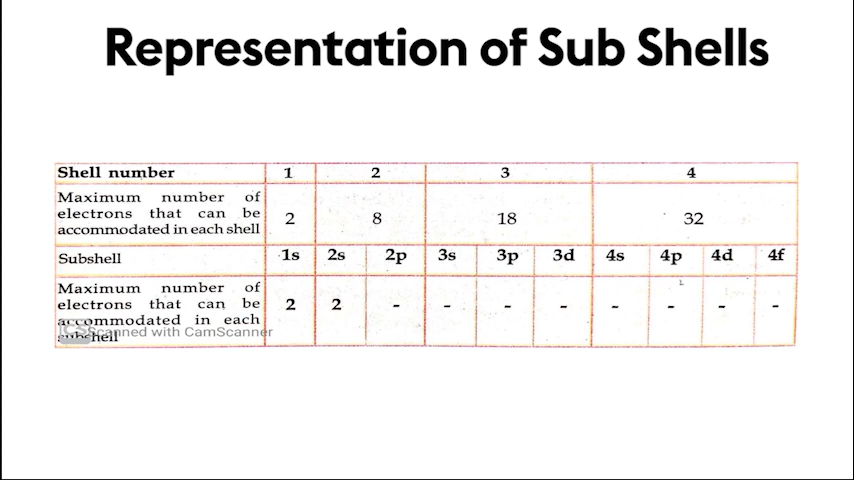 Representation of Sub Shells
Shell number 1 2 3 4
Maximum number of
electrons that can be
accommodated in each shell 2 8 18 32
Subshell 1s 2s 2p 3s 3p 3d 4s 4p 4d 4f
Maximum number of
electrons that can be 2 2 - - - - - - - -
accommodated in each
subshell
CS Scanned with CamScanner